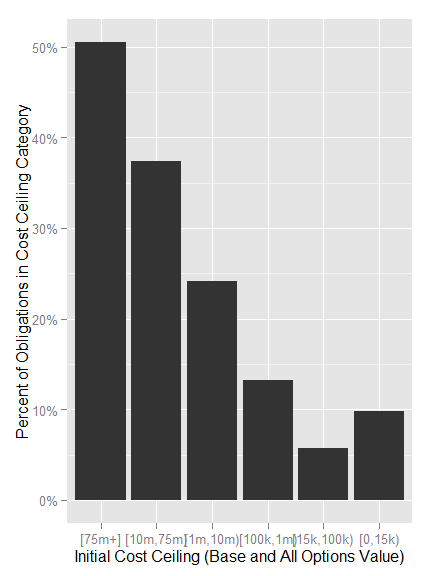 Percent of Obligations in Cost Ceiling Category
50%
40%
30%
20%
10%
0%
[75m+] [10m,75m) [1m,10m) [100k,1m) [15k,100k) [0,15k)
Initial Cost Ceiling (Base and All Options Value)